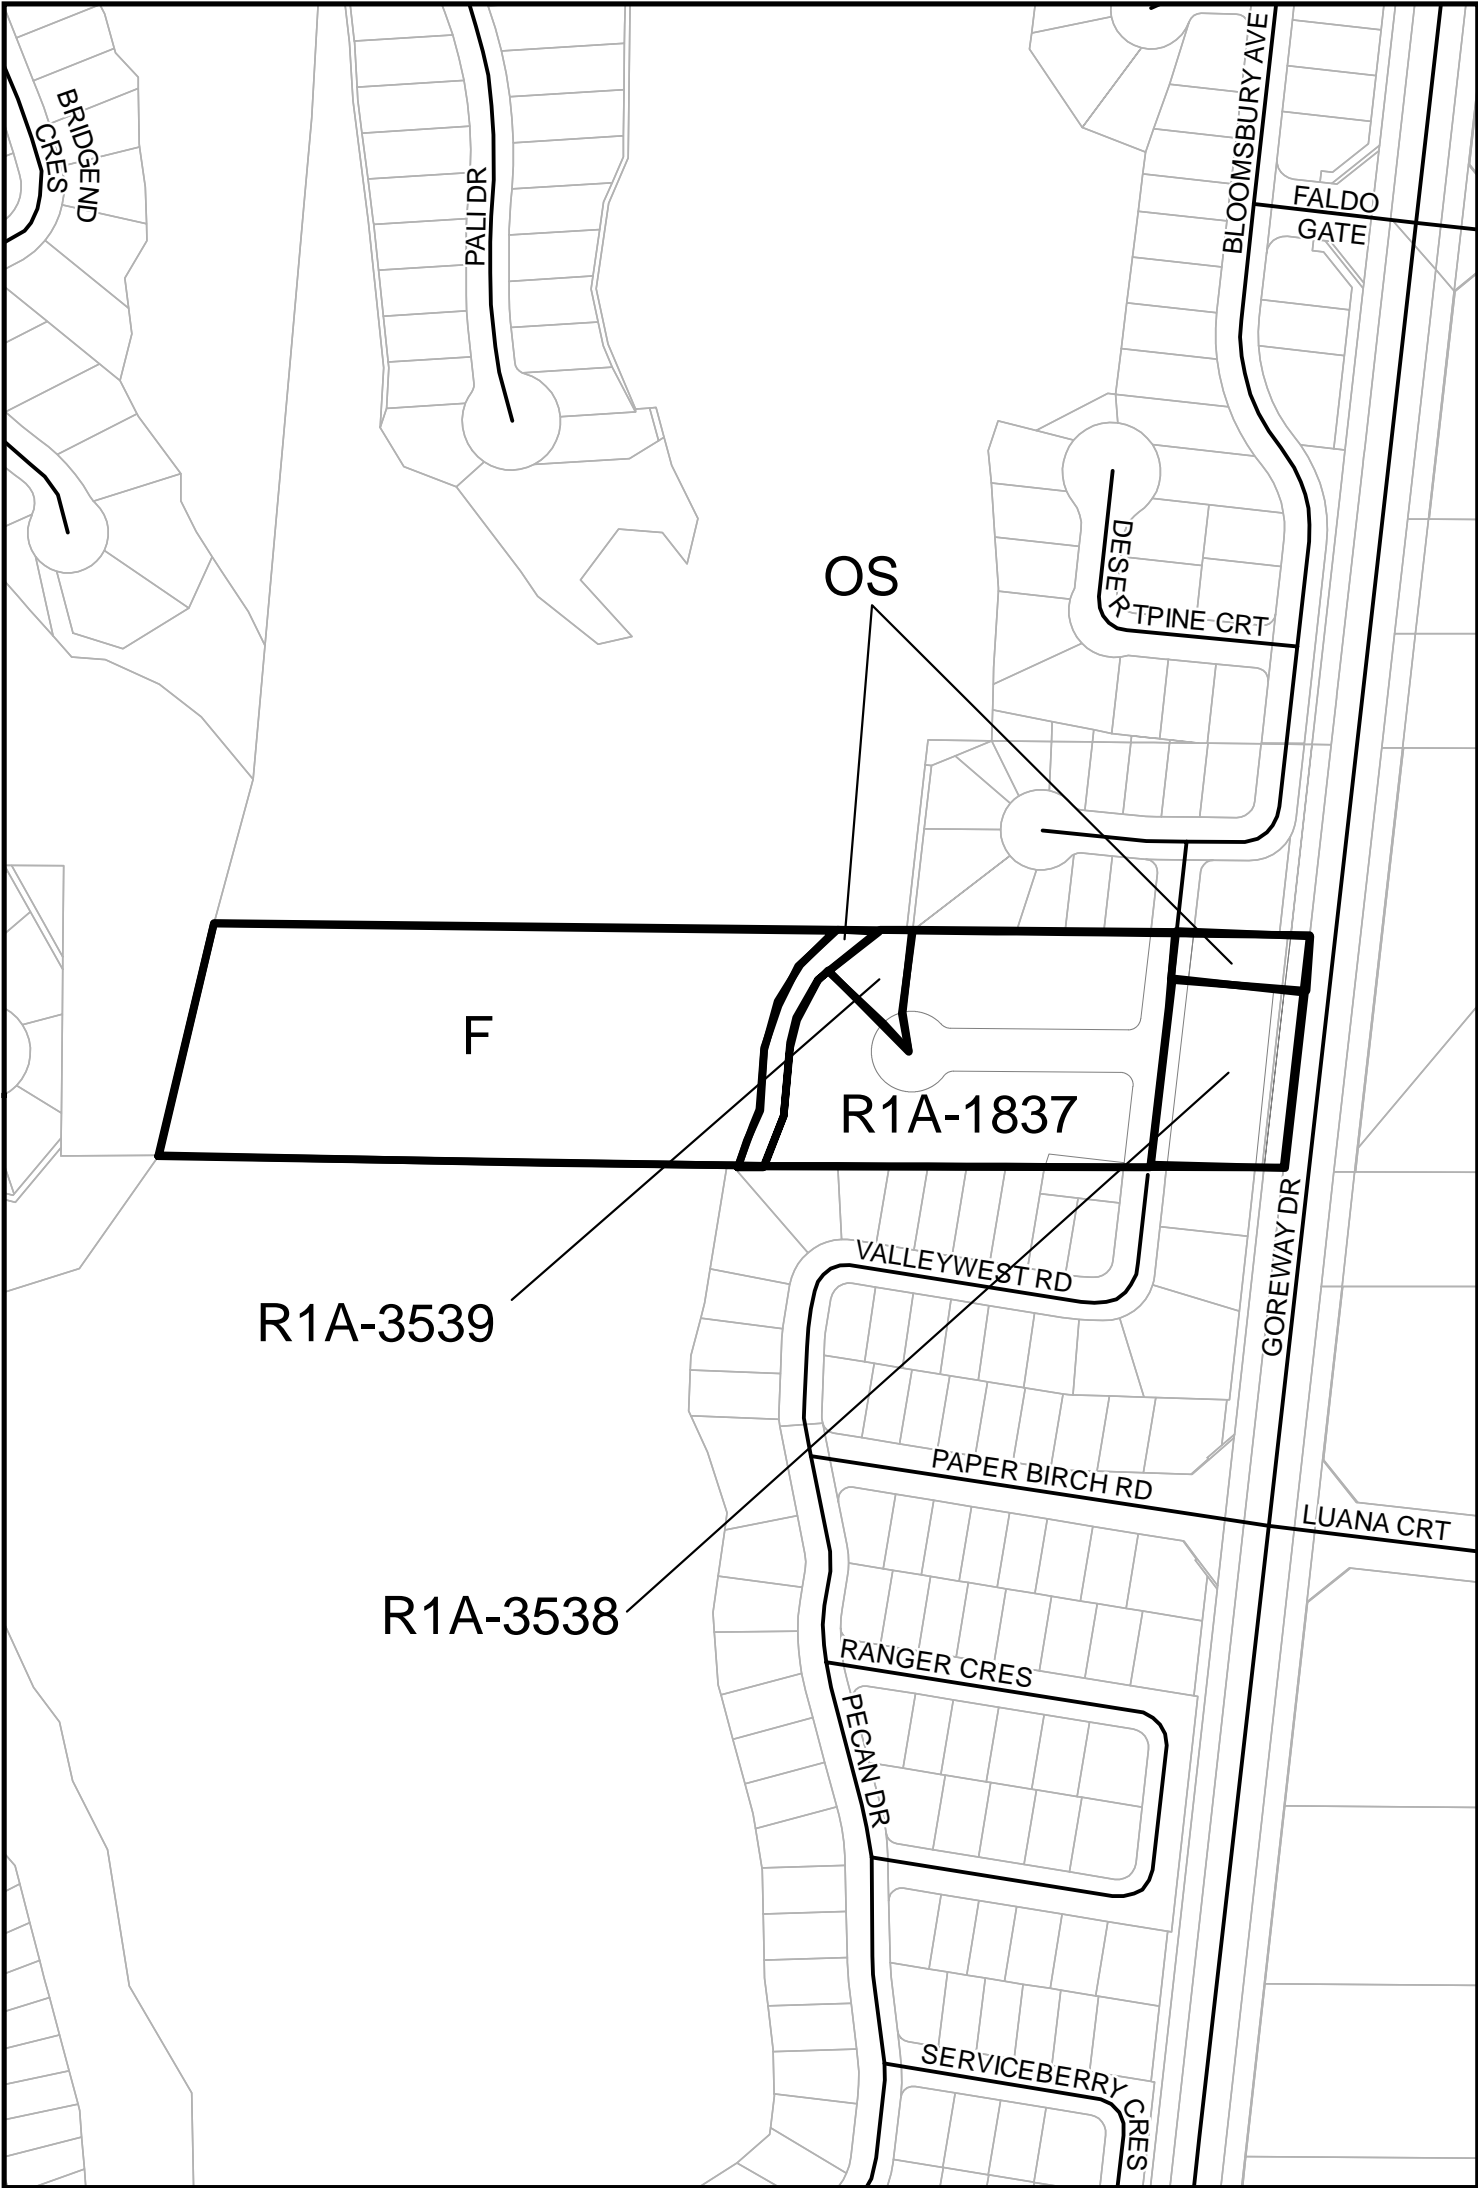 BRIDGEND
CRES
PALI DR
BLOOMSBURY AVE
FALDO
GATE
OS
DESERTPINE CRT
F
R1A-1837
GOREWAY DR
VALLEYWEST RD
R1A-3539
PAPER BIRCH RD
LUANA CRT
R1A-3538
RANGER CRES
PECAN DR
SERVICEBERRY CRES